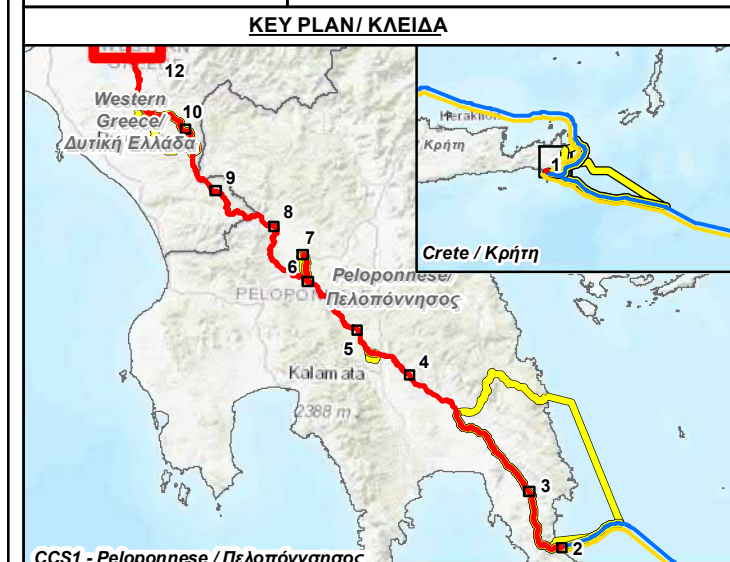 KEY PLAN/ ΚΛΕΙΔΑ
12
Western
Greece/
Δυτική Ελλάδα
10
9
8
7
6
Peloponnese/
Πελοπόννησος
5
Kalamata
4
2388 m
3
2
CCS1 - Peloponnese / Πελοπόννησος
Heraklion
/ Κρήτη
1
Crete / Κρήτη